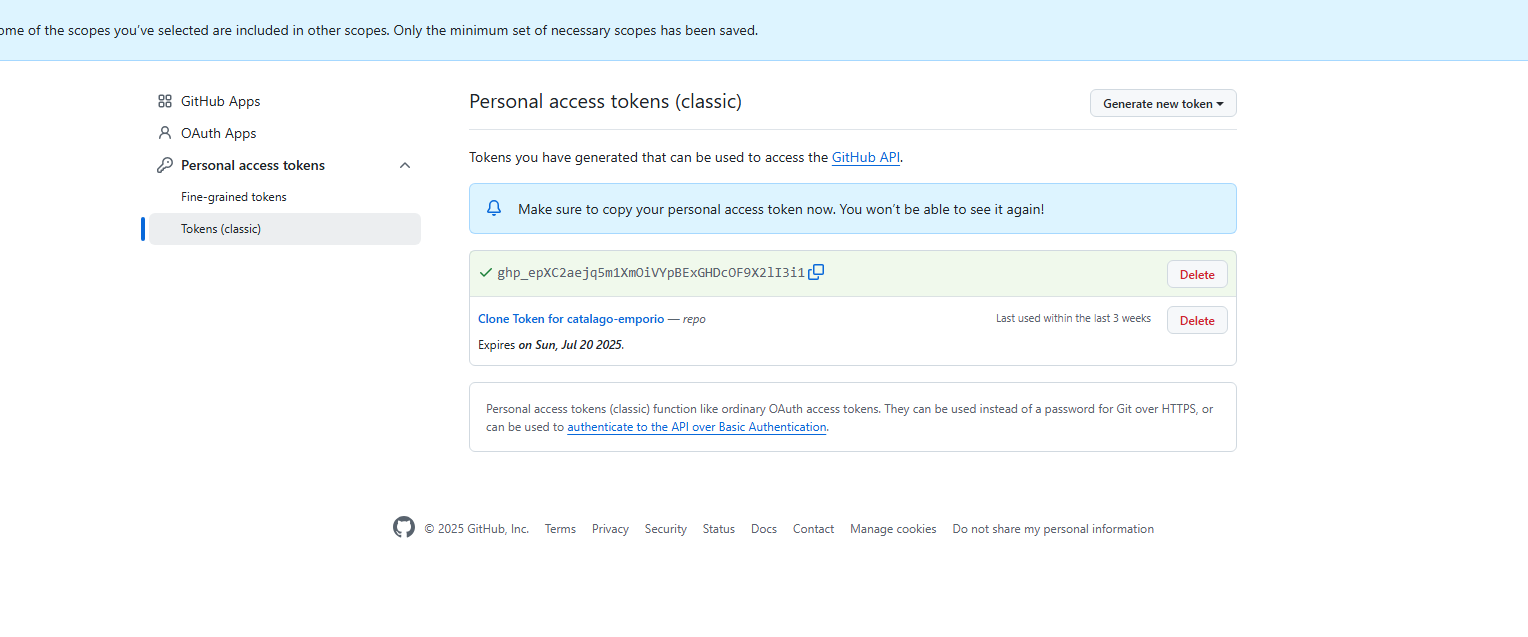 ome of the scopes you've selected are included in other scopes. Only the minimum set of necessary scopes has been saved.
GitHub Apps
OAuth Apps
Personal access tokens
Fine-grained tokens
Tokens (classic)
Personal access tokens (classic)
Generate new token
Tokens you have generated that can be used to access the GitHub API.
Make sure to copy your personal access token now. You won't be able to see it again!
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
Delete
Clone Token for catalago-emporio — repo
Last used within the last 3 weeks
Delete
Expires on Sun, Jul 20 2025.
Personal access tokens (classic) function like ordinary OAuth access tokens. They can be used instead of a password for Git over HTTPS, or
can be used to authenticate to the API over Basic Authentication.
© 2025 GitHub, Inc.
Terms
Privacy
Security
Status
Docs
Contact
Manage cookies
Do not share my personal information